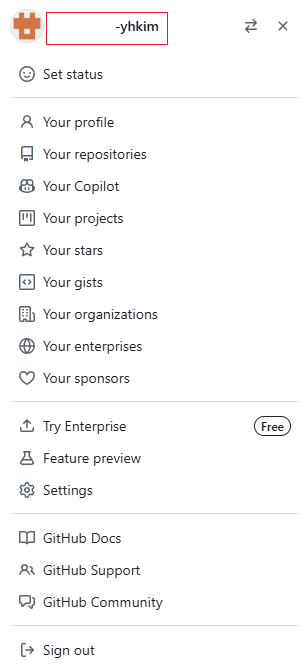 -yhkim
Set status
Your profile
Your repositories
Your Copilot
Your projects
Your stars
Your gists
Your organizations
Your enterprises
Your sponsors
Try Enterprise Free
Feature preview
Settings
GitHub Docs
GitHub Support
GitHub Community
Sign out